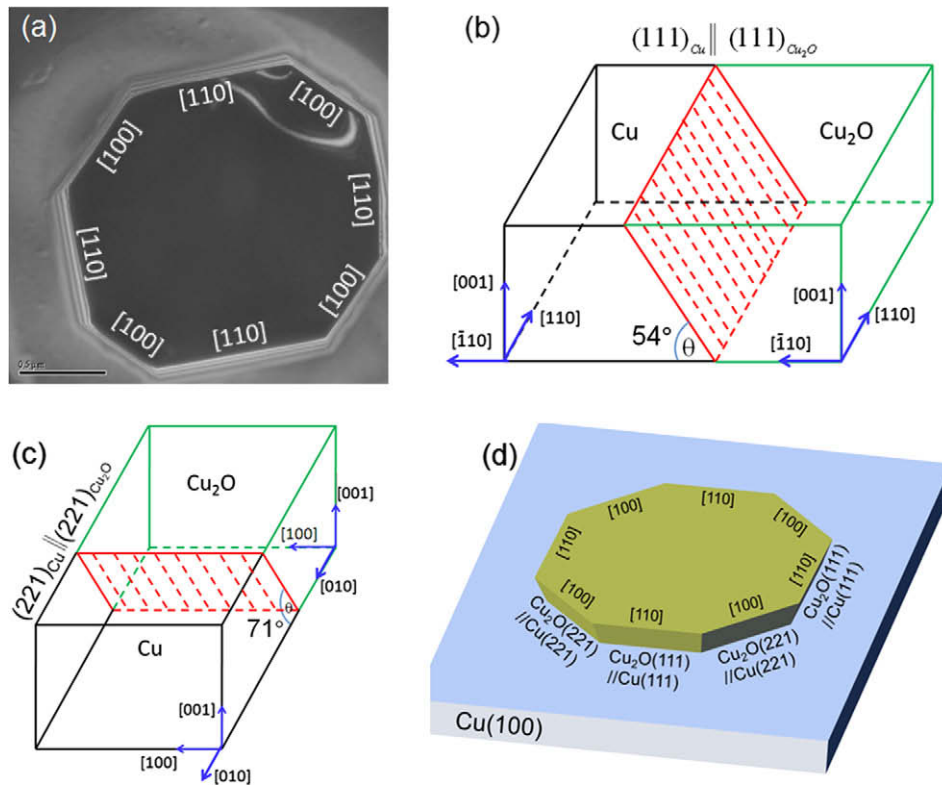 (a)
[110]
[100]
[100]
[110]
[110]
[100]
[100]
[110]
0.5μm
(b)
(111)Cu ∥ (111)Cu₂O
Cu
Cu₂O
[001]
[001]
[110]
[110]
[1̄10]
54°
θ
[1̄10]
(c)
(221)Cu ∥ (221)Cu₂O
Cu₂O
[001]
[100]
[010]
θ
71°
Cu
[001]
[100]
[010]
(d)
[110]
[100]
[100]
[110]
[110]
[100]
[110]
[100]
Cu₂O(111)
//Cu(111)
Cu₂O(221)
//Cu(221)
Cu₂O(111)
//Cu(111)
Cu₂O(221)
//Cu(221)
Cu(100)